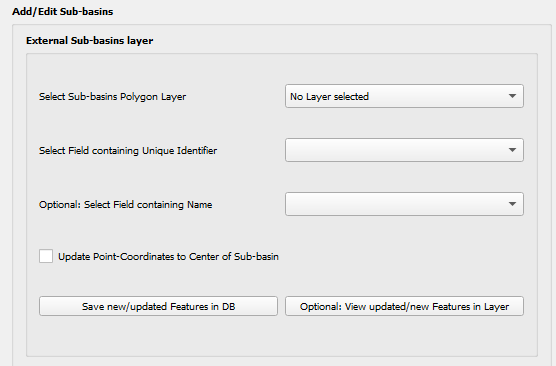 Add/Edit Sub-basins
External Sub-basins layer
Select Sub-basins Polygon Layer
No Layer selected
Select Field containing Unique Identifier
Optional: Select Field containing Name
Update Point-Coordinates to Center of Sub-basin
Save new/updated Features in DB
Optional: View updated/new Features in Layer